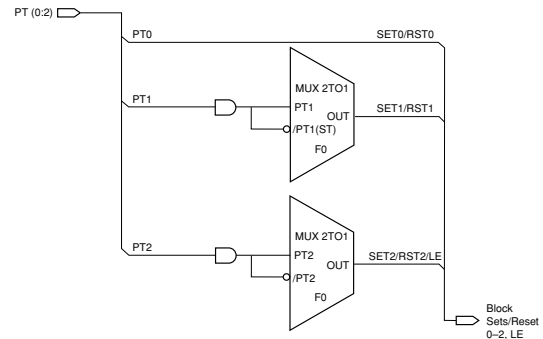 PT (0:2)
PT0
SET0/RST0
MUX 2TO1
PT1
PT1
OUT
SET1/RST1
/PT1(ST)
F0
MUX 2TO1
PT2
PT2
OUT
SET2/RST2/LE
/PT2
F0
Block
Sets/Reset
0–2, LE